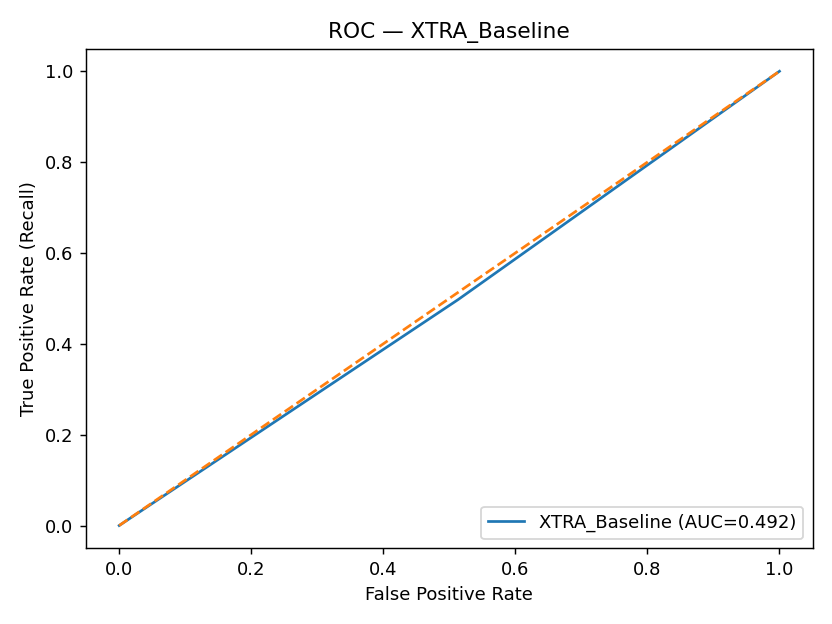 ROC — XTRA_Baseline
1.0
0.8
0.6
0.4
0.2
0.0
True Positive Rate (Recall)
XTRA_Baseline (AUC=0.492)
0.0 0.2 0.4 0.6 0.8 1.0
False Positive Rate